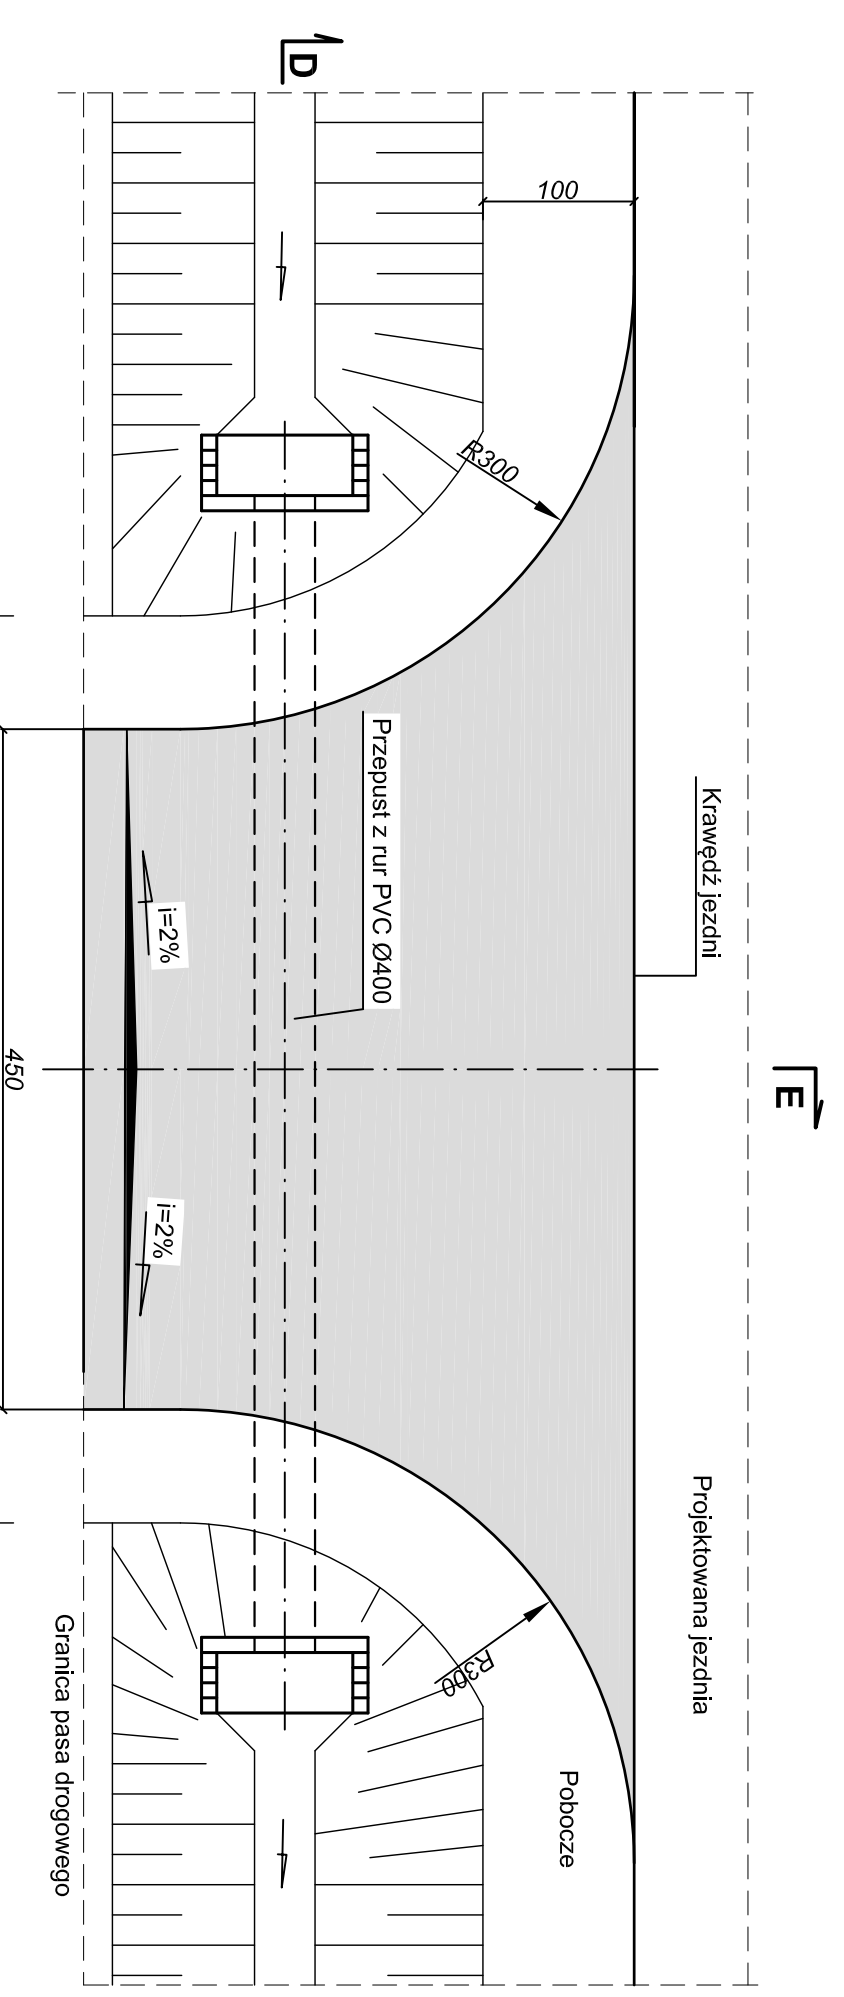 D
100
R300
Przepust z rur PVC Ø400
Krawędź jezdni
i=2%
450
E
i=2%
Projektowana jezdnia
R300
Pobocze
Granica pasa drogowego